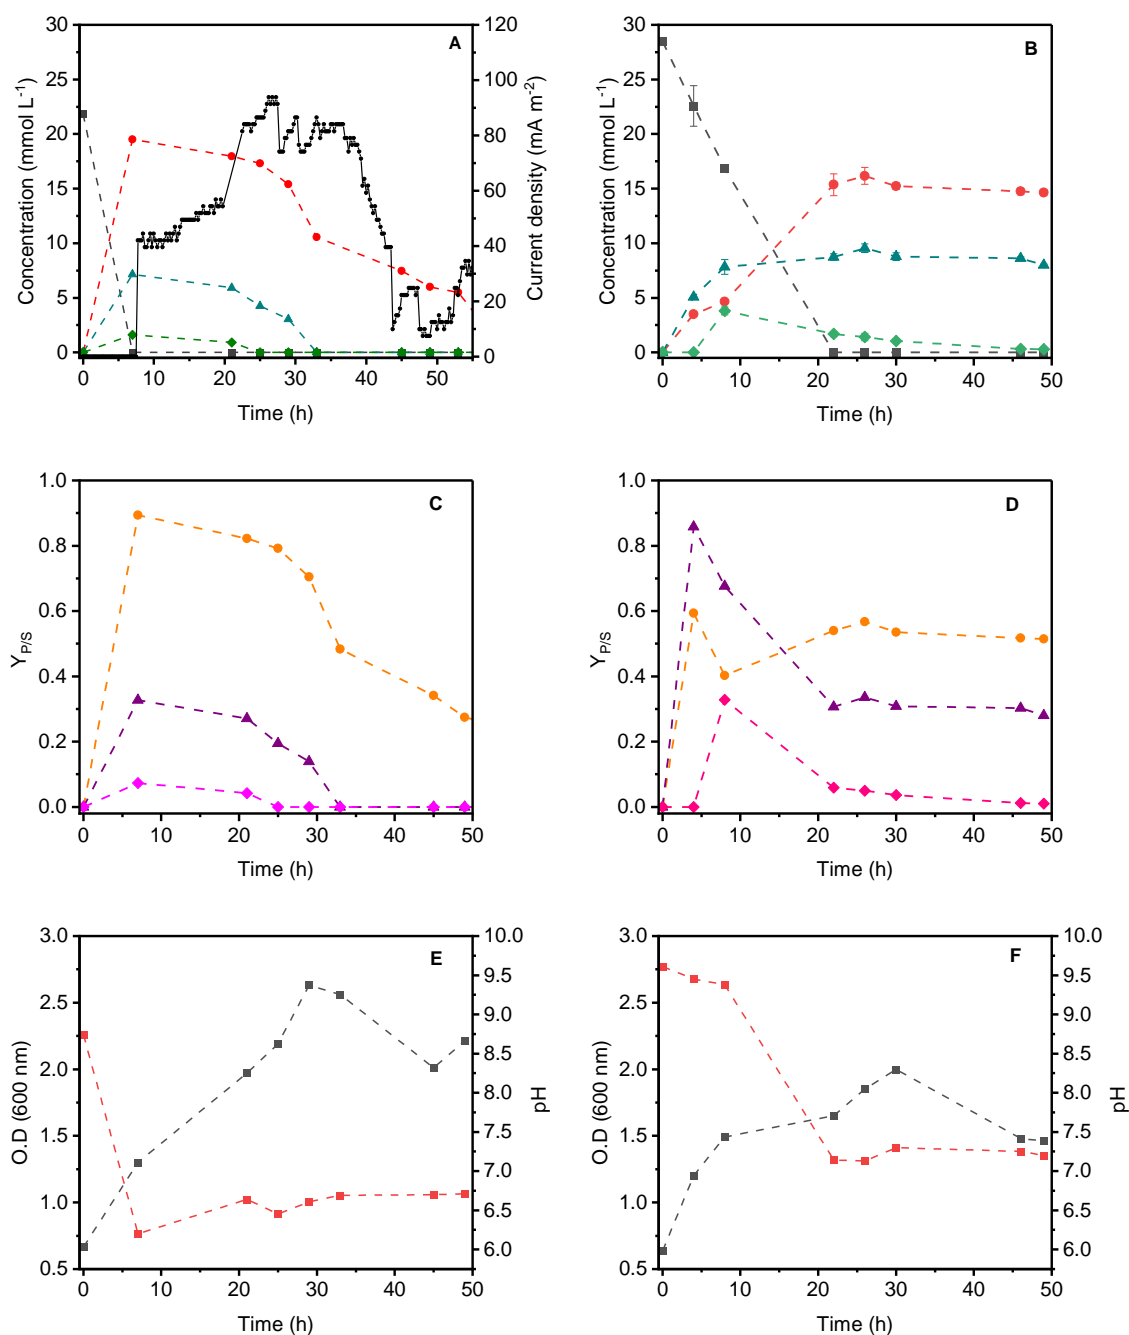 A
Concentration (mmol L-1)
30
25
20
15
10
5
0
120
100
80
60
40
20
0
Current density (mA m-2)
0 10 20 30 40 50
Time (h)
B
Concentration (mmol L-1)
30
25
20
15
10
5
0
0 10 20 30 40 50
Time (h)
C
YP/S
1.0
0.8
0.6
0.4
0.2
0.0
0 10 20 30 40 50
Time (h)
D
YP/S
1.0
0.8
0.6
0.4
0.2
0.0
0 10 20 30 40 50
Time (h)
E
O.D (600 nm)
3.0
2.5
2.0
1.5
1.0
0.5
10.0
9.5
9.0
8.5
8.0
7.5
7.0
6.5
6.0
pH
0 10 20 30 40 50
Time (h)
F
O.D (600 nm)
3.0
2.5
2.0
1.5
1.0
0.5
10.0
9.5
9.0
8.5
8.0
7.5
7.0
6.5
6.0
pH
0 10 20 30 40 50
Time (h)